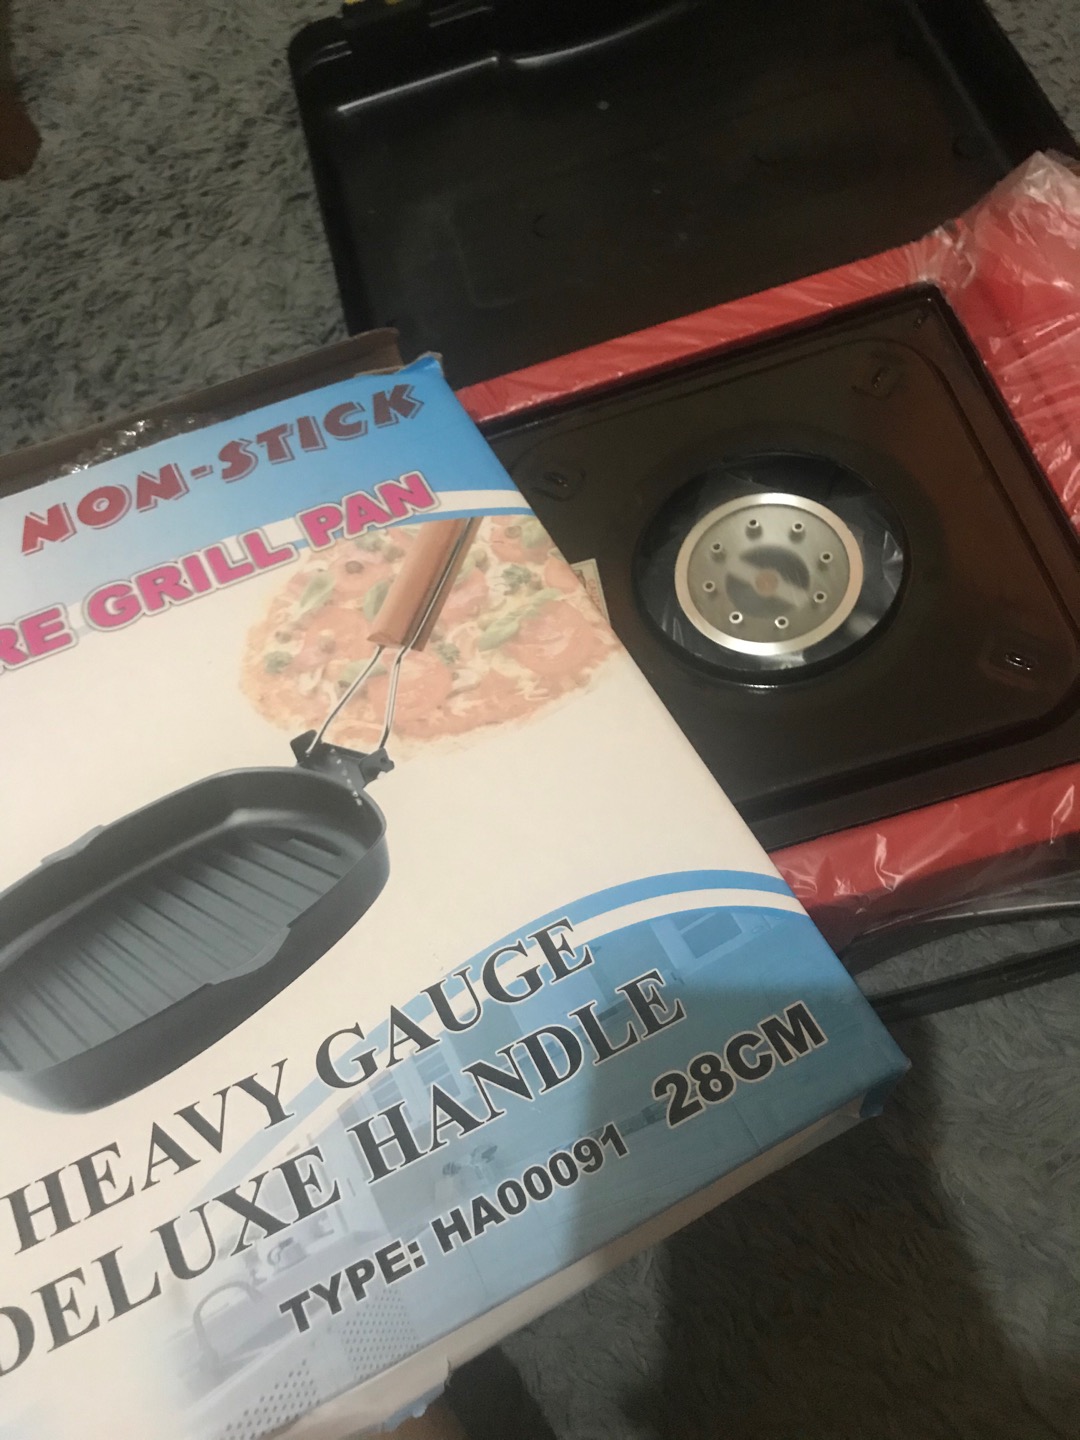 NON-STICK
RE GRILL PAN
HEAVY GAUGE
DELUXE HANDLE
TYPE: HA00091 28CM